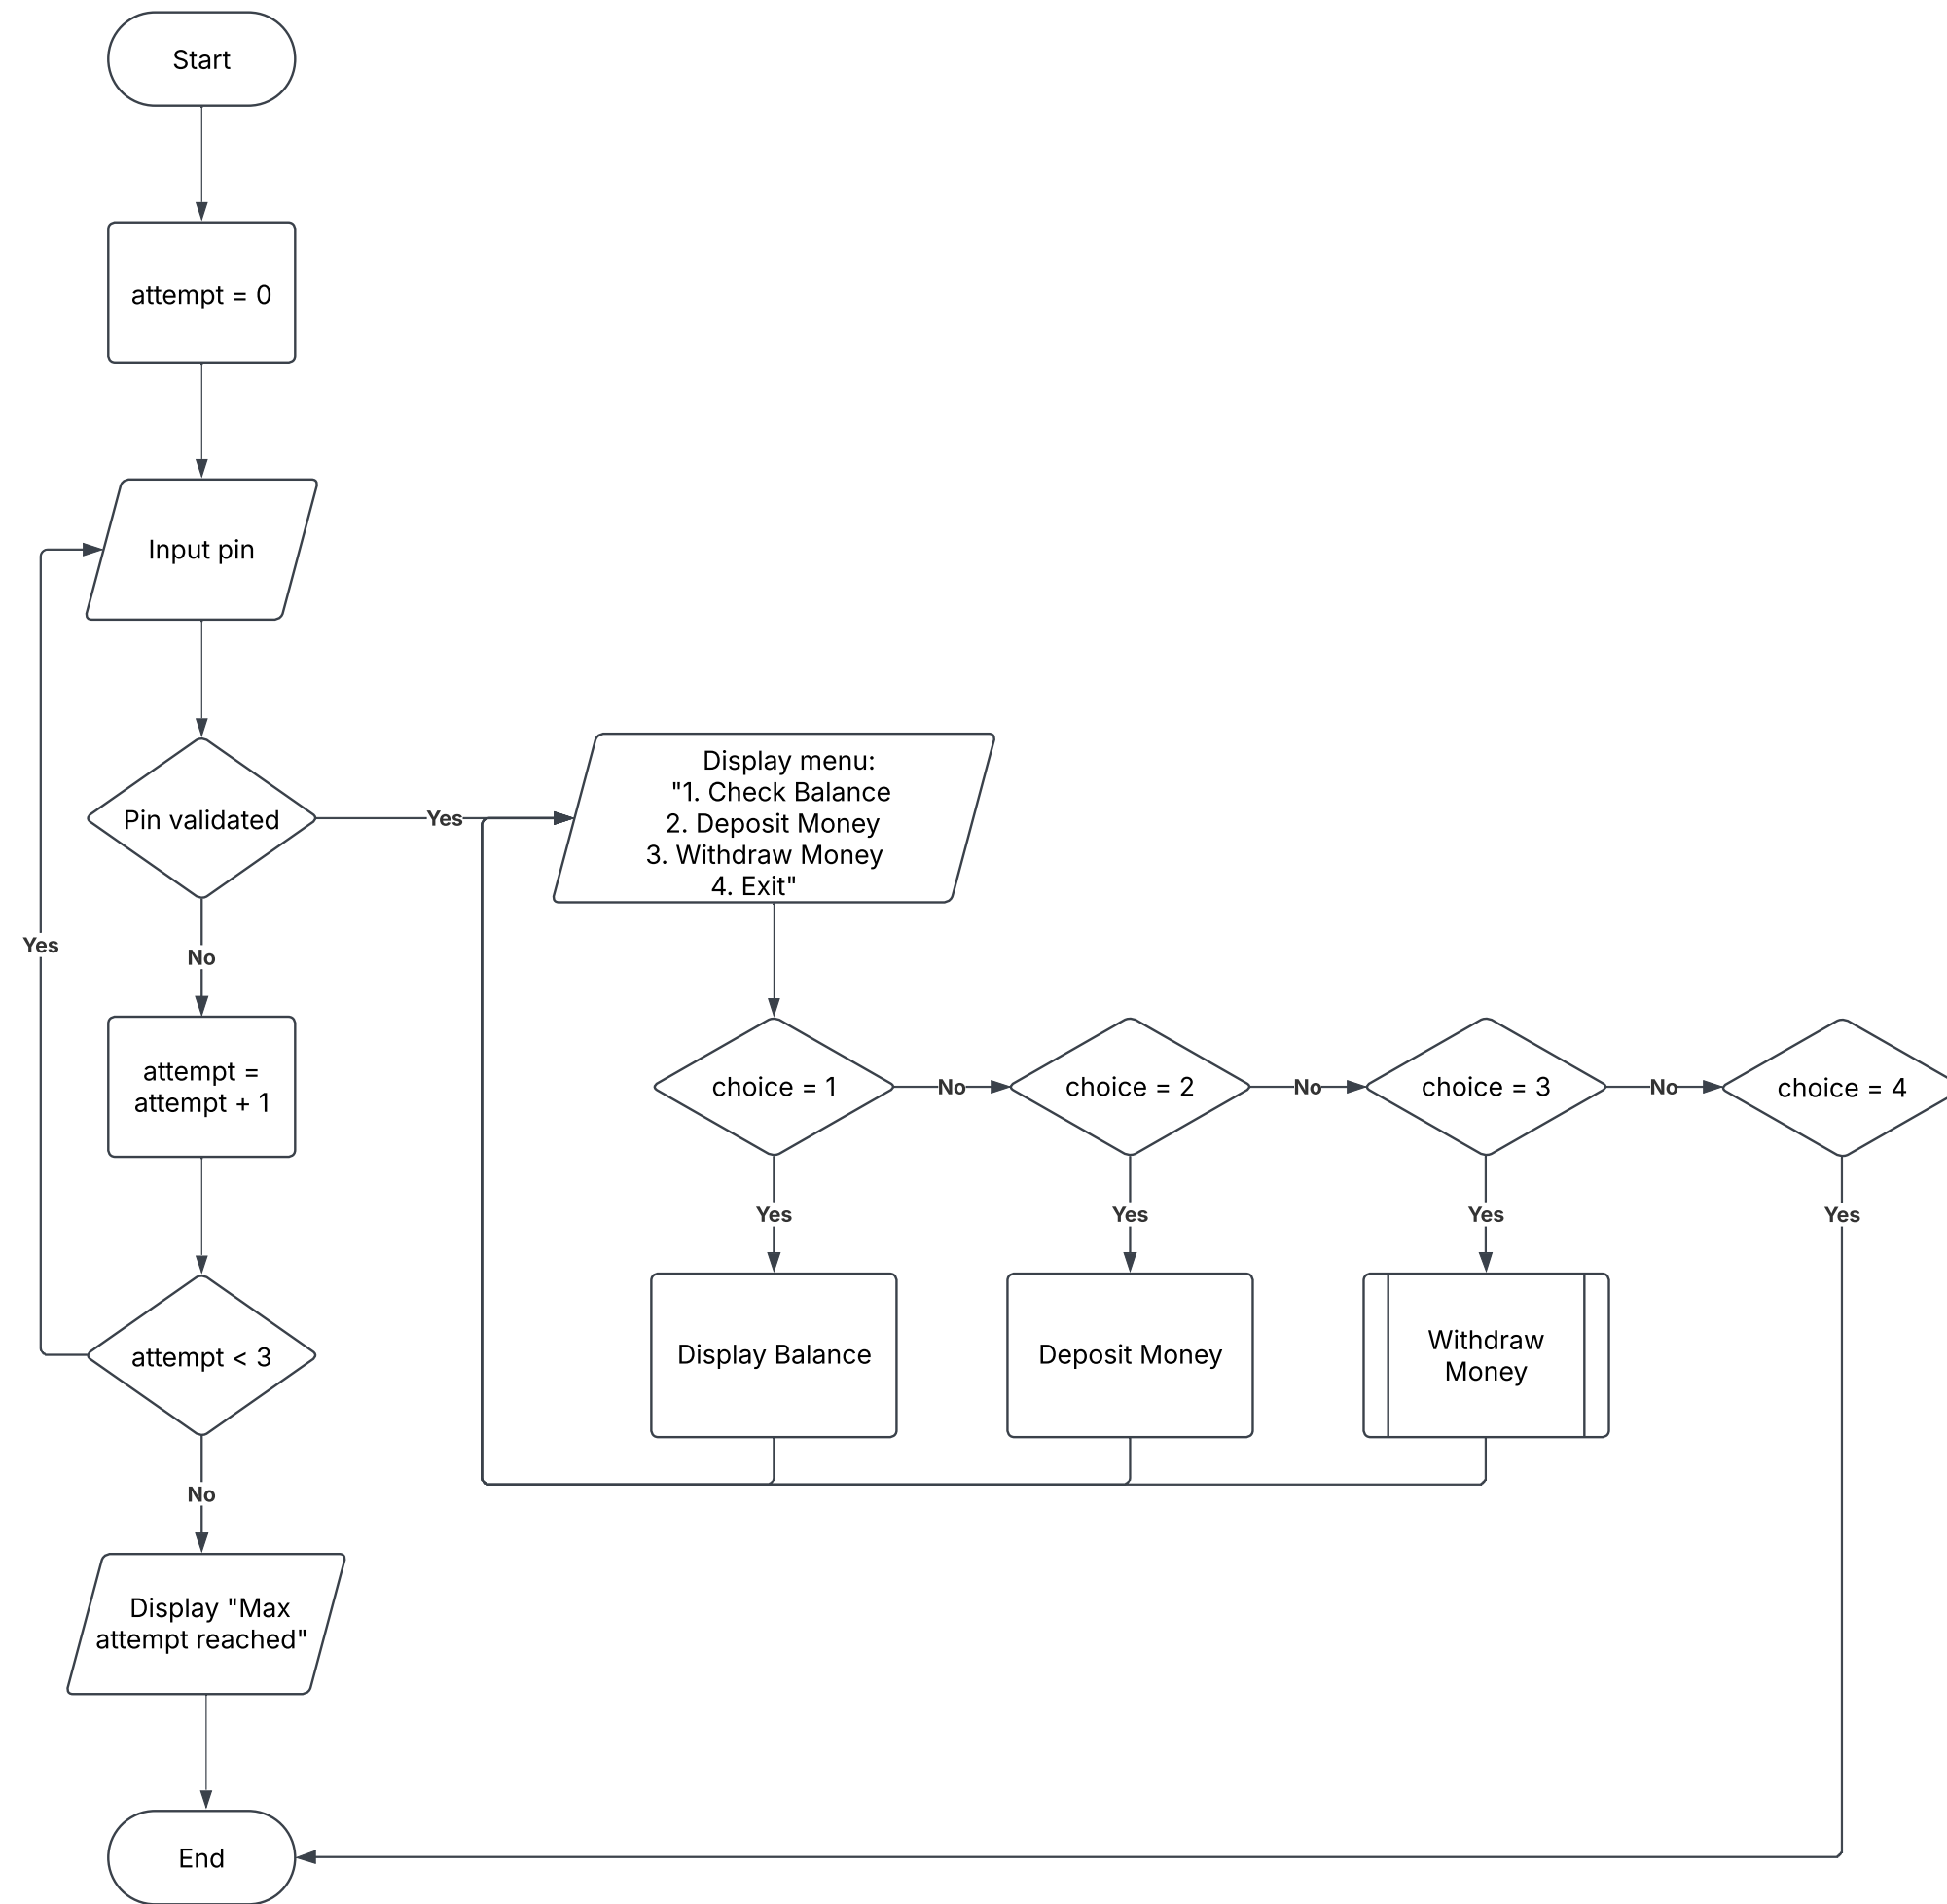 Start
attempt = 0
Input pin
Pin validated
Yes
Display menu:
"1. Check Balance
2. Deposit Money
3. Withdraw Money
4. Exit"
Yes
No
attempt =
attempt + 1
choice = 1
No
choice = 2
No
choice = 3
No
choice = 4
Yes
Yes
Yes
Yes
attempt < 3
Display Balance
Deposit Money
Withdraw
Money
No
Display "Max
attempt reached"
End